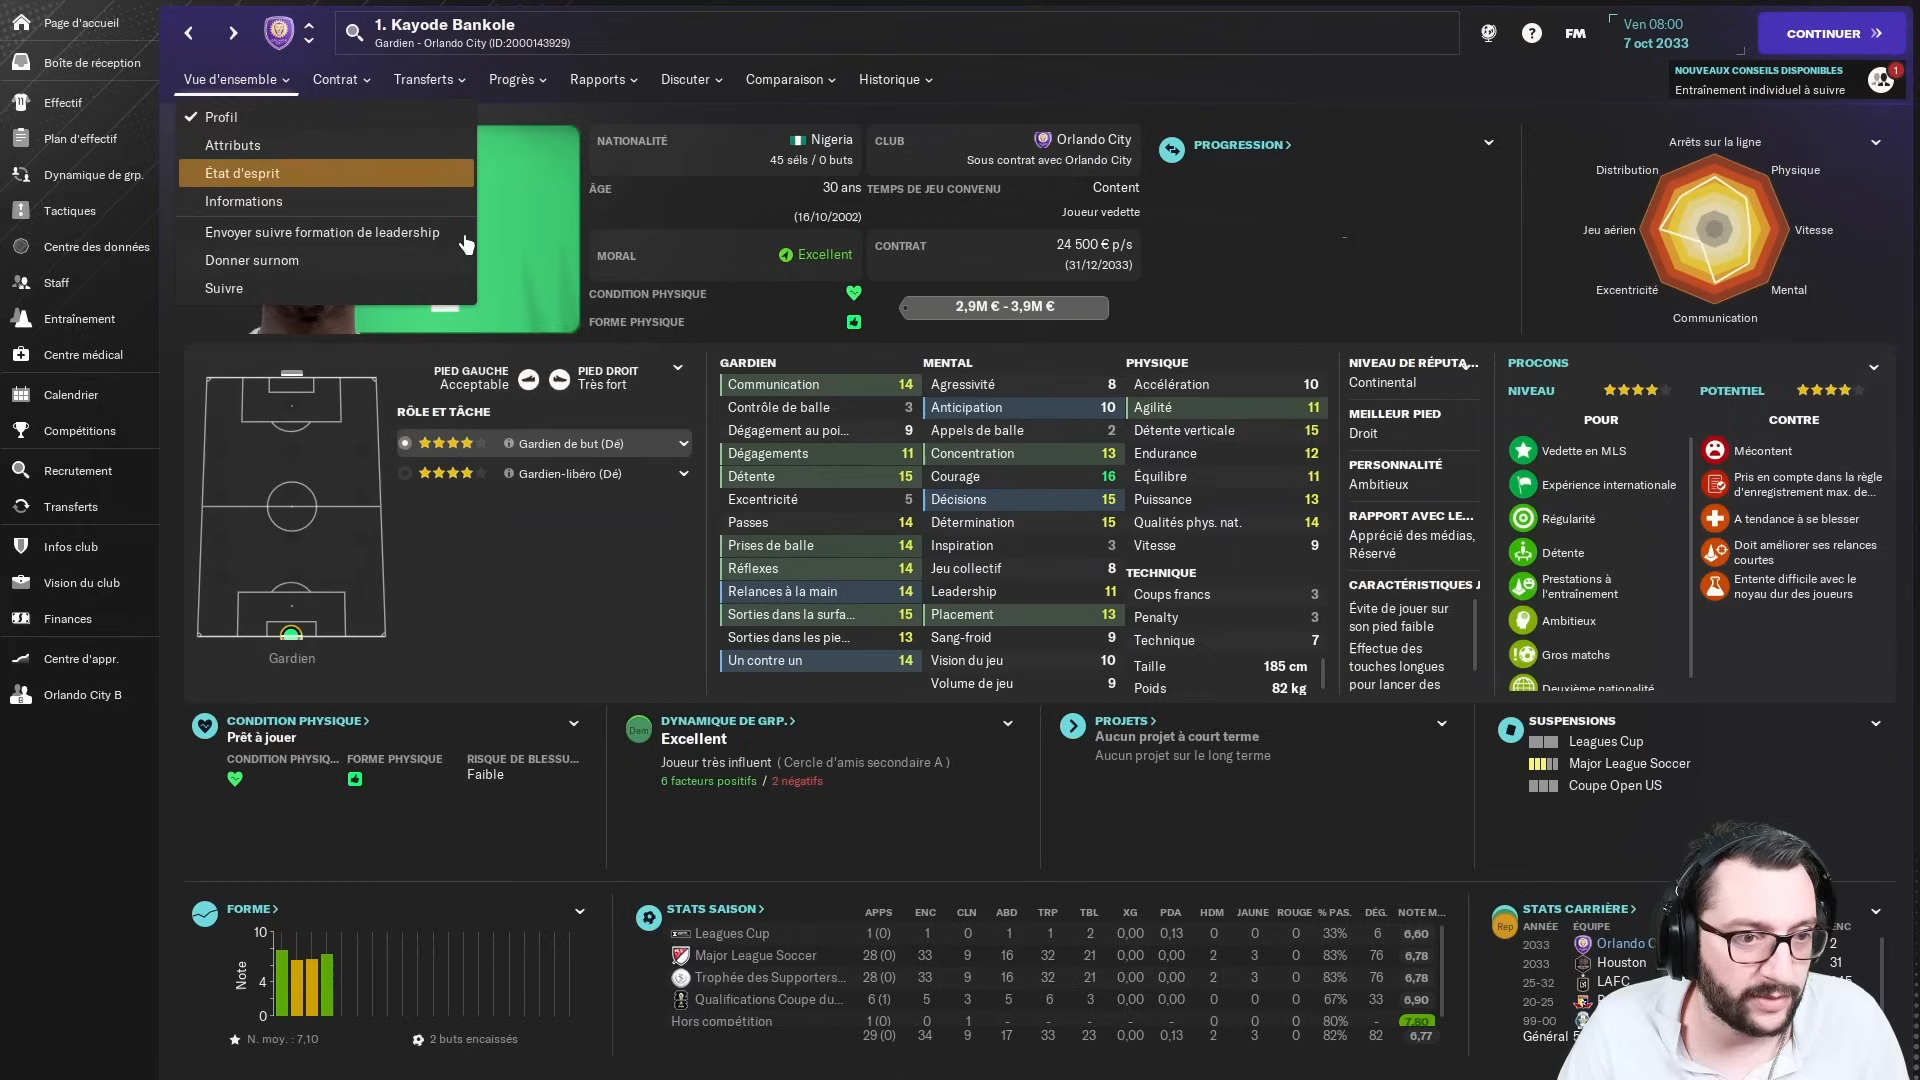 Page d'accueil
Boîte de réception
Effectif
Plan d'effectif
Dynamique de grp.
Tactiques
Centre des données
Staff
Entraînement
Centre médical
Calendrier
Compétitions
Recrutement
Transferts
Infos club
Vision du club
Finances
Centre d'appr.
Orlando City B
1. Kayode Bankole
Gardien - Orlando City (ID:2000143929)
FM
Ven 08:00
7 oct 2033
CONTINUER
NOUVEAUX CONSEILS DISPONIBLES
Entraînement individuel à suivre
1
Vue d'ensemble Contrat Transferts Progrès Rapports Discuter Comparaison Historique
Profil
Attributs
État d'esprit
Informations
Envoyer suivre formation de leadership
Donner surnom
Suivre
NATIONALITÉ Nigeria
45 séls / 0 buts
ÂGE 30 ans
(16/10/2002)
MORAL Excellent
CONDITION PHYSIQUE
FORME PHYSIQUE
CLUB Orlando City
Sous contrat avec Orlando City
TEMPS DE JEU CONVENU Content
Joueur vedette
CONTRAT 24 500 € p/s
(31/12/2033)
2,9M € - 3,9M €
PROGRESSION
-
Arrêts sur la ligne
Distribution
Physique
Jeu aérien
Vitesse
Excentricité
Mental
Communication
PIED GAUCHE
Acceptable
PIED DROIT
Très fort
RÔLE ET TÂCHE
Gardien de but (Dé)
Gardien-libéro (Dé)
Gardien
GARDIEN
Communication 14
Contrôle de balle 3
Dégagement au poi... 9
Dégagements 11
Détente 15
Excentricité 5
Passes 14
Prises de balle 14
Réflexes 14
Relances à la main 14
Sorties dans la surfa... 15
Sorties dans les pie... 13
Un contre un 14
MENTAL
Agressivité 8
Anticipation 10
Appels de balle 2
Concentration 13
Courage 16
Décisions 15
Détermination 15
Inspiration 3
Jeu collectif 8
Leadership 11
Placement 13
Sang-froid 9
Vision du jeu 10
Volume de jeu 9
PHYSIQUE
Accélération 10
Agilité 11
Détente verticale 15
Endurance 12
Équilibre 11
Puissance 13
Qualités phys. nat. 14
Vitesse 9
TECHNIQUE
Coups francs 3
Penalty 3
Technique 7
Taille 185 cm
Poids 82 kg
NIVEAU DE RÉPUTA...
Continental
MEILLEUR PIED
Droit
PERSONNALITÉ
Ambitieux
RAPPORT AVEC LE...
Apprécié des médias,
Réservé
CARACTÉRISTIQUES J
Évite de jouer sur
son pied faible
Effectue des
touches longues
pour lancer des
PROCONS
NIVEAU
POTENTIEL
POUR
Vedette en MLS
Expérience internationale
Régularité
Détente
Prestations à
l'entraînement
Ambitieux
Gros matchs
Deuxième nationalité
CONTRE
Mécontent
Pris en compte dans la règle
d'enregistrement max. de...
A tendance à se blesser
Doit améliorer ses relances
courtes
Entente difficile avec le
noyau dur des joueurs
CONDITION PHYSIQUE
Prêt à jouer
CONDITION PHYSIQ... FORME PHYSIQUE RISQUE DE BLESSU...
Faible
Dem
DYNAMIQUE DE GRP.
Excellent
Joueur très influent ( Cercle d'amis secondaire A )
6 facteurs positifs / 2 négatifs
PROJETS
Aucun projet à court terme
Aucun projet sur le long terme
SUSPENSIONS
Leagues Cup
Major League Soccer
Coupe Open US
FORME
10
Note
4
0
N. moy. : 7,10
2 buts encaissés
STATS SAISON APPS ENC CLN ABD TRP TBL XG PDA HDM JAUNE ROUGE % PAS. DÉG. NOTE M...
Leagues Cup 1 (0) 1 0 1 1 2 0,00 0,13 0 0 0 33% 6 6,60
Major League Soccer 28 (0) 33 9 16 32 21 0,00 0,00 2 3 0 83% 76 6,78
Trophée des Supporters... 28 (0) 33 9 16 32 21 0,00 0,00 2 3 0 83% 76 6,78
Qualifications Coupe du... 6 (1) 5 3 5 6 3 0,00 0,00 0 0 0 67% 33 6,90
Hors compétition 1 (0) 0 1 - - - - - 0 0 0 80% - 7,80
29 (0) 34 9 17 33 23 0,00 0,13 2 3 0 82% 82 6,77
Rep
STATS CARRIÈRE
ANNÉE ÉQUIPE ENC
2033 Orlando C 2
2033 Houston 31
25-32 LAFC
20-25
99-00
Général